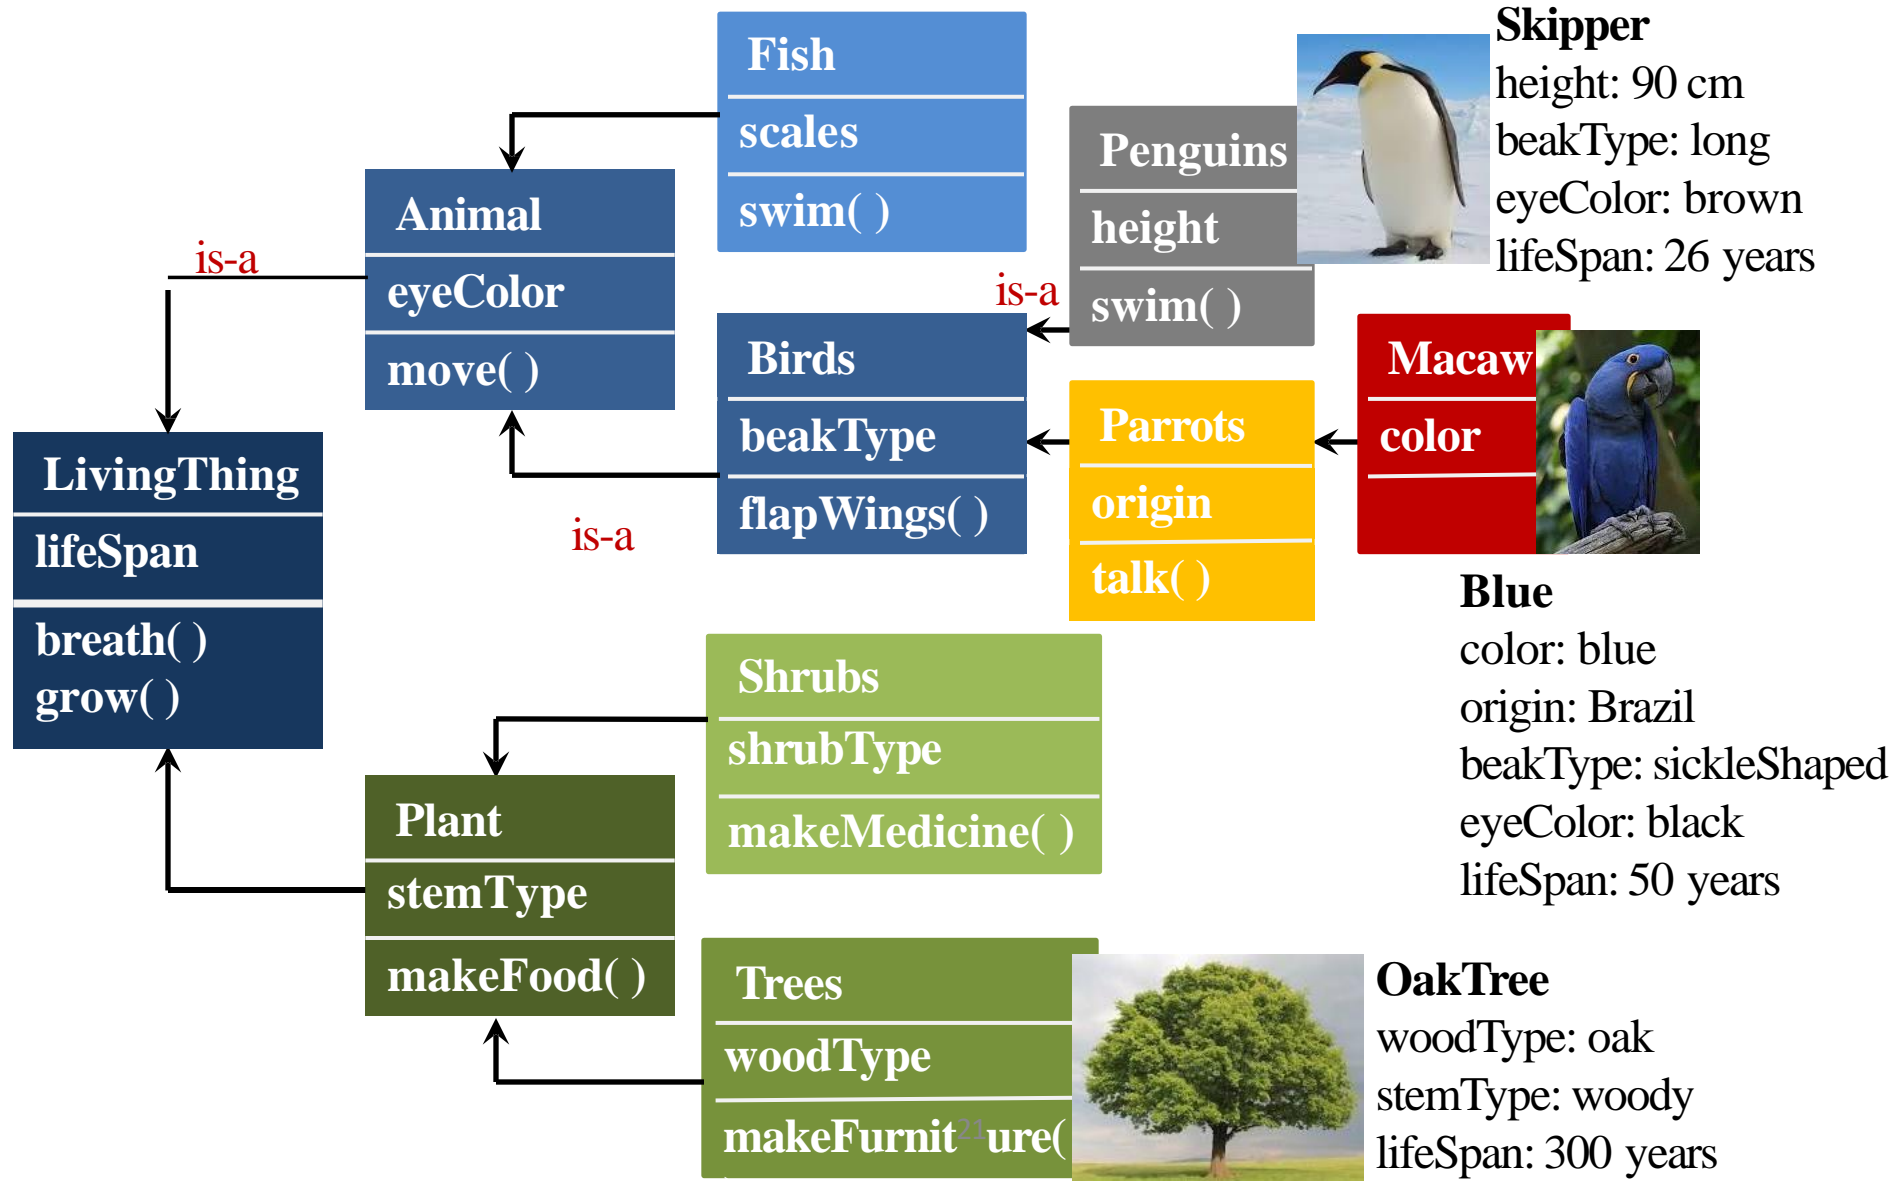 Fish
scales
swim( )
Animal
eyeColor
move( )
is-a
LivingThing
lifeSpan
breath( )
grow( )
Birds
beakType
flapWings( )
is-a
Penguins
height
swim( )
is-a
Parrots
origin
talk( )
Macaw
color
Skipper
height: 90 cm
beakType: long
eyeColor: brown
lifeSpan: 26 years
Blue
color: blue
origin: Brazil
beakType: sickleShaped
eyeColor: black
lifeSpan: 50 years
Shrubs
shrubType
makeMedicine( )
Plant
stemType
makeFood( )
Trees
woodType
makeFurniture(
21
OakTree
woodType: oak
stemType: woody
lifeSpan: 300 years